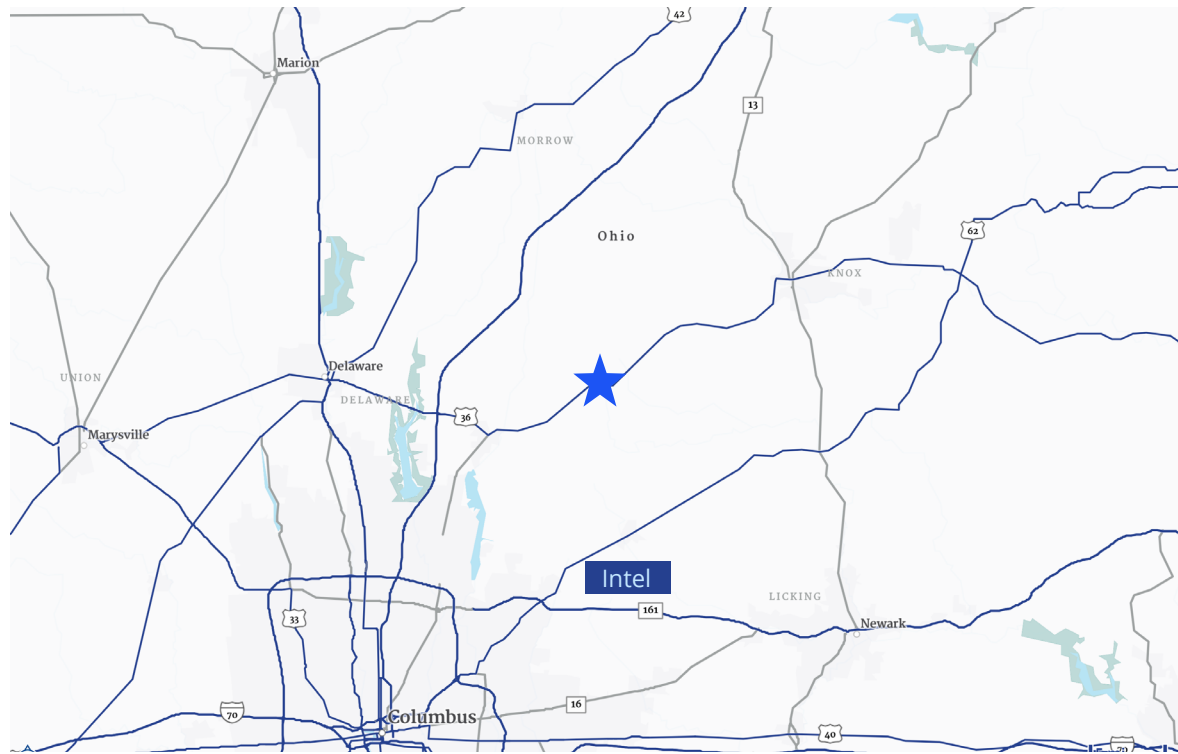 42
Marion
13
MORROW
62
Ohio
KNOX
Delaware
UNION
DELAWARE
36
Marysville
Intel
LICKING
161
33
Newark
16
70
Columbus
40
70